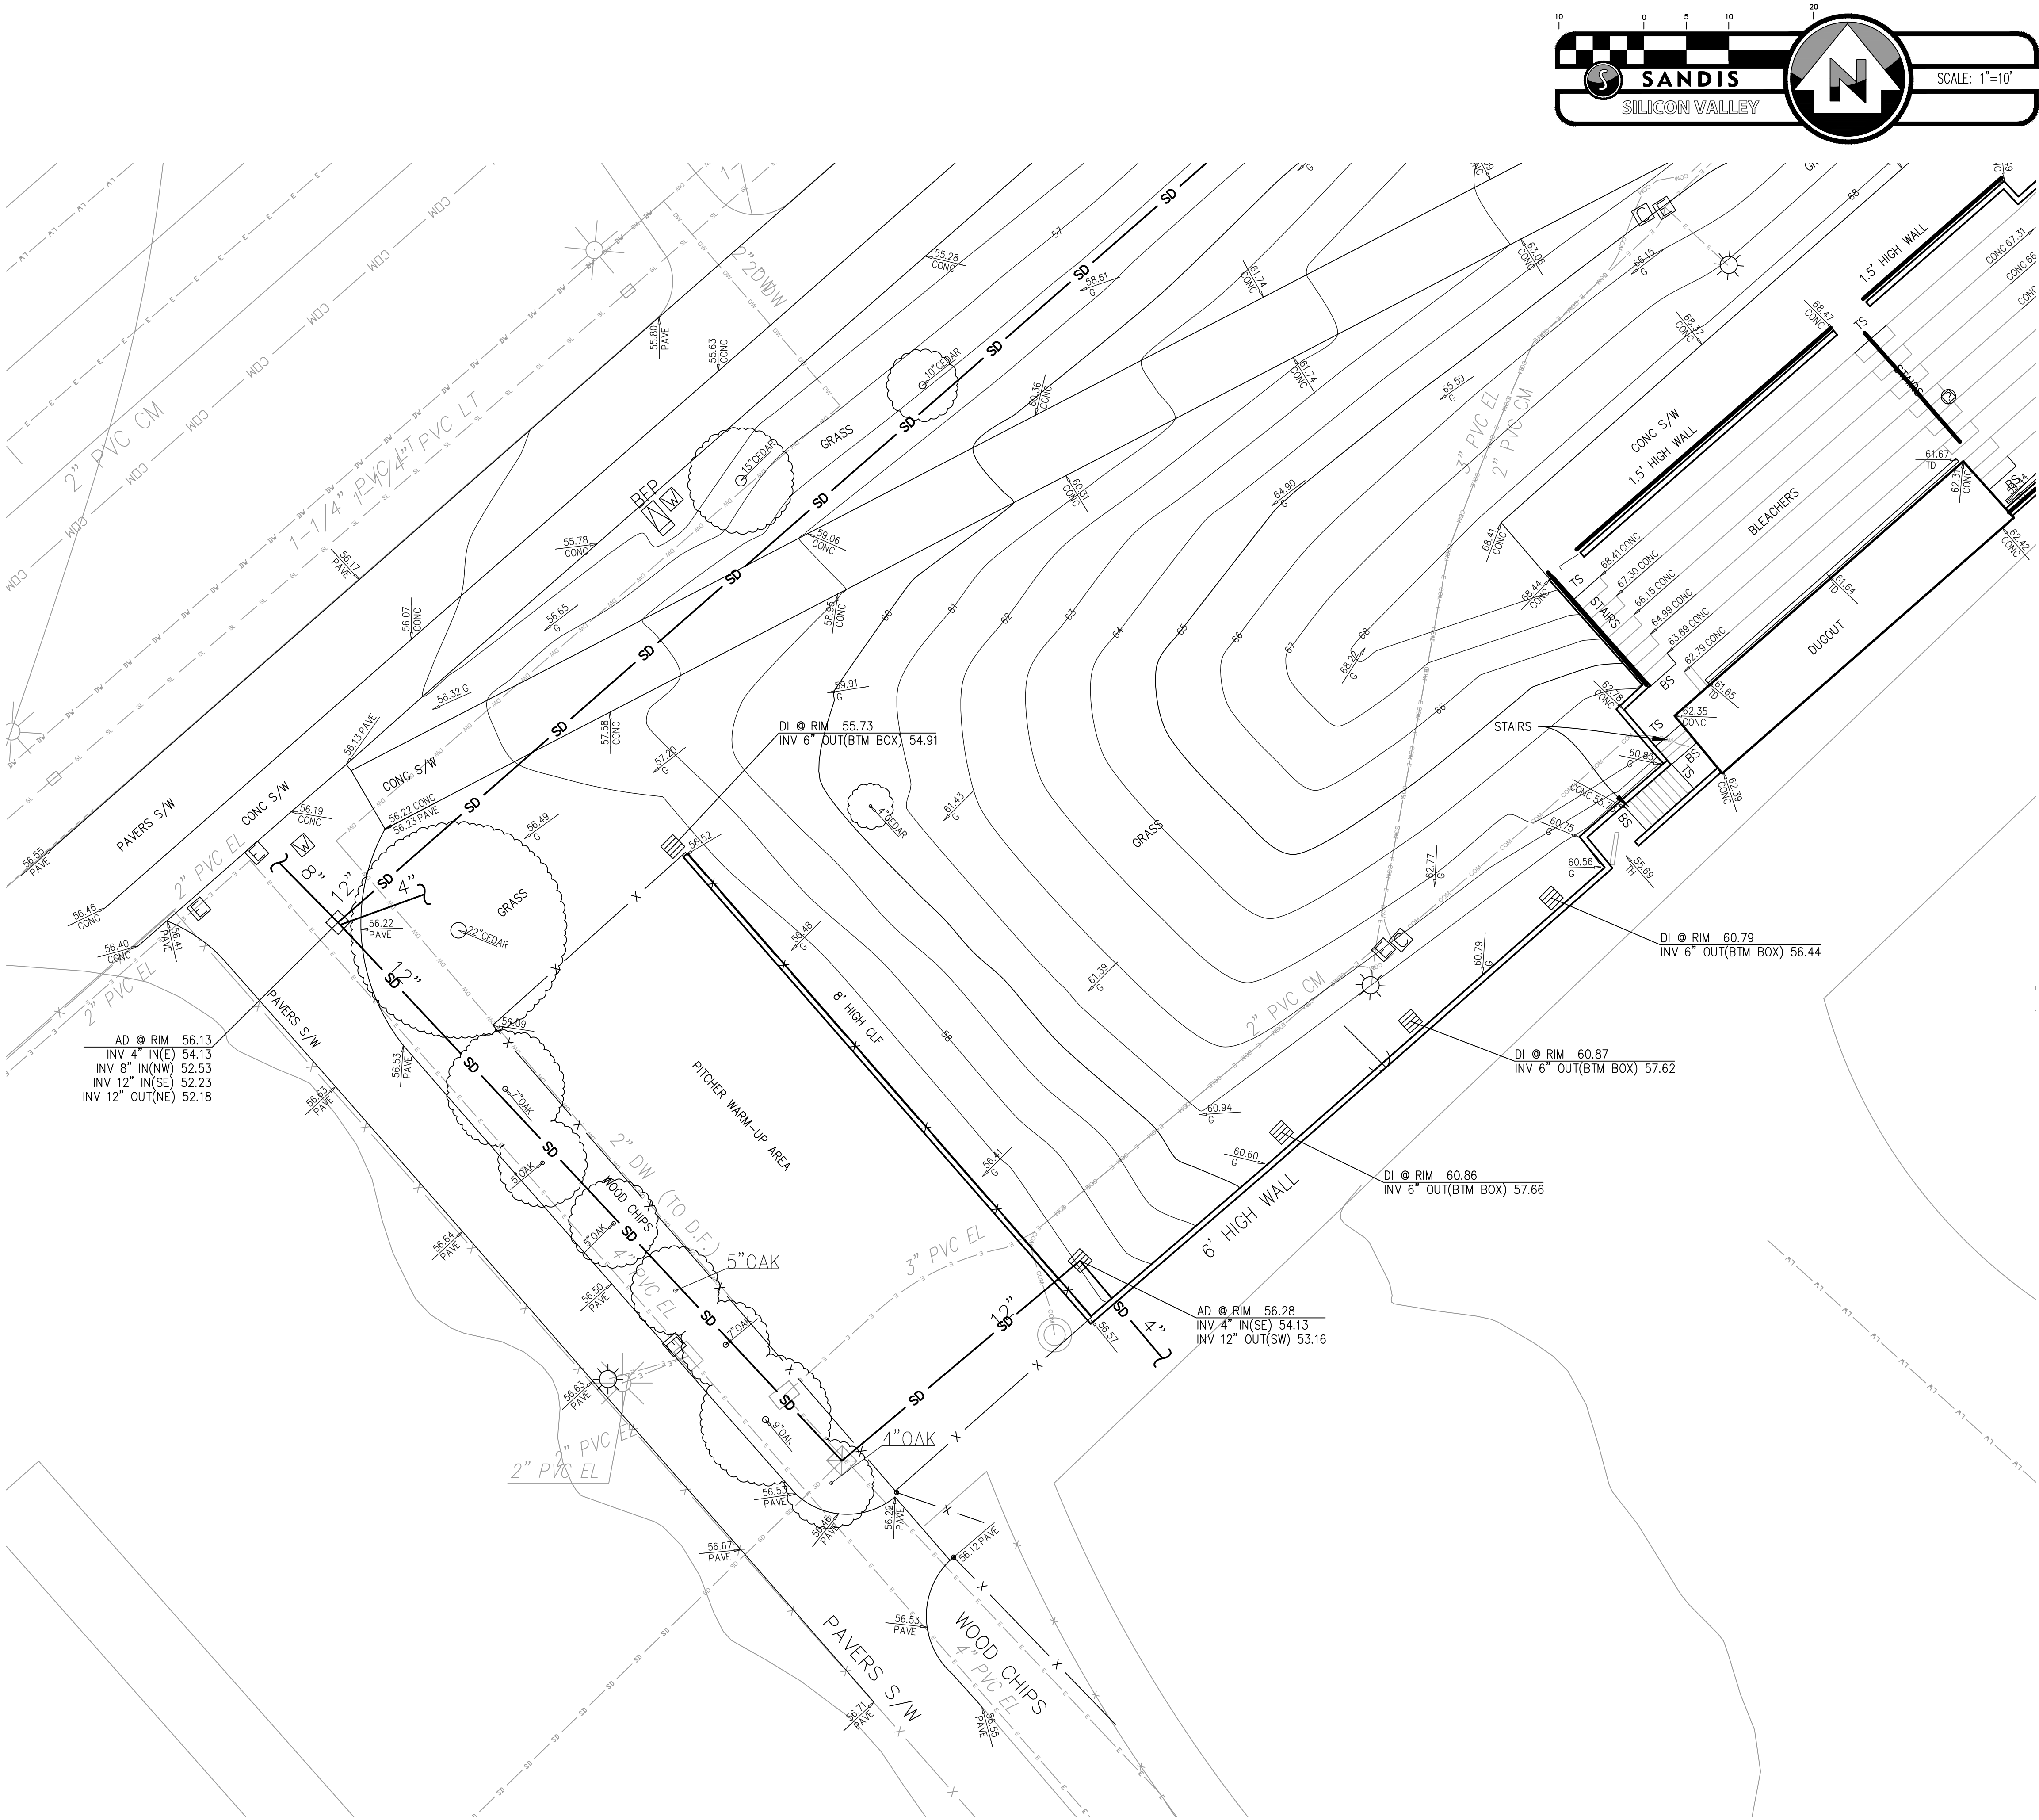 10 0 5 10 20
SANDIS
SILICON VALLEY
N
SCALE: 1"=10'
2" PVC CM
1-1/4" PVC LT
2" DW
57
68
55.28
CONC
58.61
G
61.74
CONC
63.06
CONC
66.15
G
1.5' HIGH WALL
CONC 67.31
55.80
PAVE
55.63
CONC
10"CEDAR
60.36
CONC
61.74
CONC
65.59
G
68.37
CONC
68.47
CONC
TS
STAIRS
3" PVC EL
2" PVC CM
CONC S/W
1.5' HIGH WALL
GRASS
15"CEDAR
BFP
W
60.31
CONC
64.90
G
61.67
TD
62.31
CONC
BS
BLEACHERS
55.78
CONC
59.06
CONC
68.41
CONC
62.42
CONC
56.17
PAVE
68.41 CONC
67.30 CONC
66.15 CONC
64.99 CONC
63.89 CONC
62.79 CONC
61.64
TD
DUGOUT
56.07
CONC
56.65
G
58.95
CONC
60
61
62
63
64
65
66
67
68
68.22
G
68.44
CONC
TS
STAIRS
BS
61.65
TD
56.32 G
59.91
G
62.78
CONC
62.35
CONC
66
DI @ RIM 55.73
INV 6" OUT(BTM BOX) 54.91
57.58
CONC
57.20
G
56.13 PAVE
STAIRS
TS
BS
TS
60.83
G
62.39
CONC
CONC S/W
CONC S/W
PAVERS S/W
56.19
CONC
56.22 CONC
56.23 PAVE
56.49
G
56.52
4"CEDAR
61.43
G
GRASS
BS
60.75
G
60.56
G
55.69
TH
62.77
G
56.55
PAVE
2" PVC EL
8"
12"
4"
56.46
CONC
56.40
CONC
56.41
PAVE
56.22
PAVE
GRASS
22"CEDAR
56.48
G
60.79
G
DI @ RIM 60.79
INV 6" OUT(BTM BOX) 56.44
2" PVC EL
12"
SD
61.39
G
2" PVC CM
PAVERS S/W
56.09
8' HIGH CLF
58
AD @ RIM 56.13
INV 4" IN(E) 54.13
INV 8" IN(NW) 52.53
INV 12" IN(SE) 52.23
INV 12" OUT(NE) 52.18
56.53
PAVE
DI @ RIM 60.87
INV 6" OUT(BTM BOX) 57.62
56.63
PAVE
7"OAK
PITCHER WARM-UP AREA
60.94
G
2" DW (TO D.F.)
5"OAK
56.41
G
60.60
G
DI @ RIM 60.86
INV 6" OUT(BTM BOX) 57.66
WOOD CHIPS
5"OAK
56.64
PAVE
6' HIGH WALL
5"OAK
3" PVC EL
4" PVC EL
56.50
PAVE
7"OAK
12"
4"
56.57
AD @ RIM 56.28
INV 4" IN(SE) 54.13
INV 12" OUT(SW) 53.16
56.63
PAVE
9"OAK
4"OAK
2" PVC EL
2" PVC EL
56.53
PAVE
56.46
PAVE
56.22
PAVE
56.67
PAVE
56.12 PAVE
56.53
PAVE
WOOD CHIPS
4" PVC EL
PAVERS S/W
56.71
PAVE
56.55
PAVE